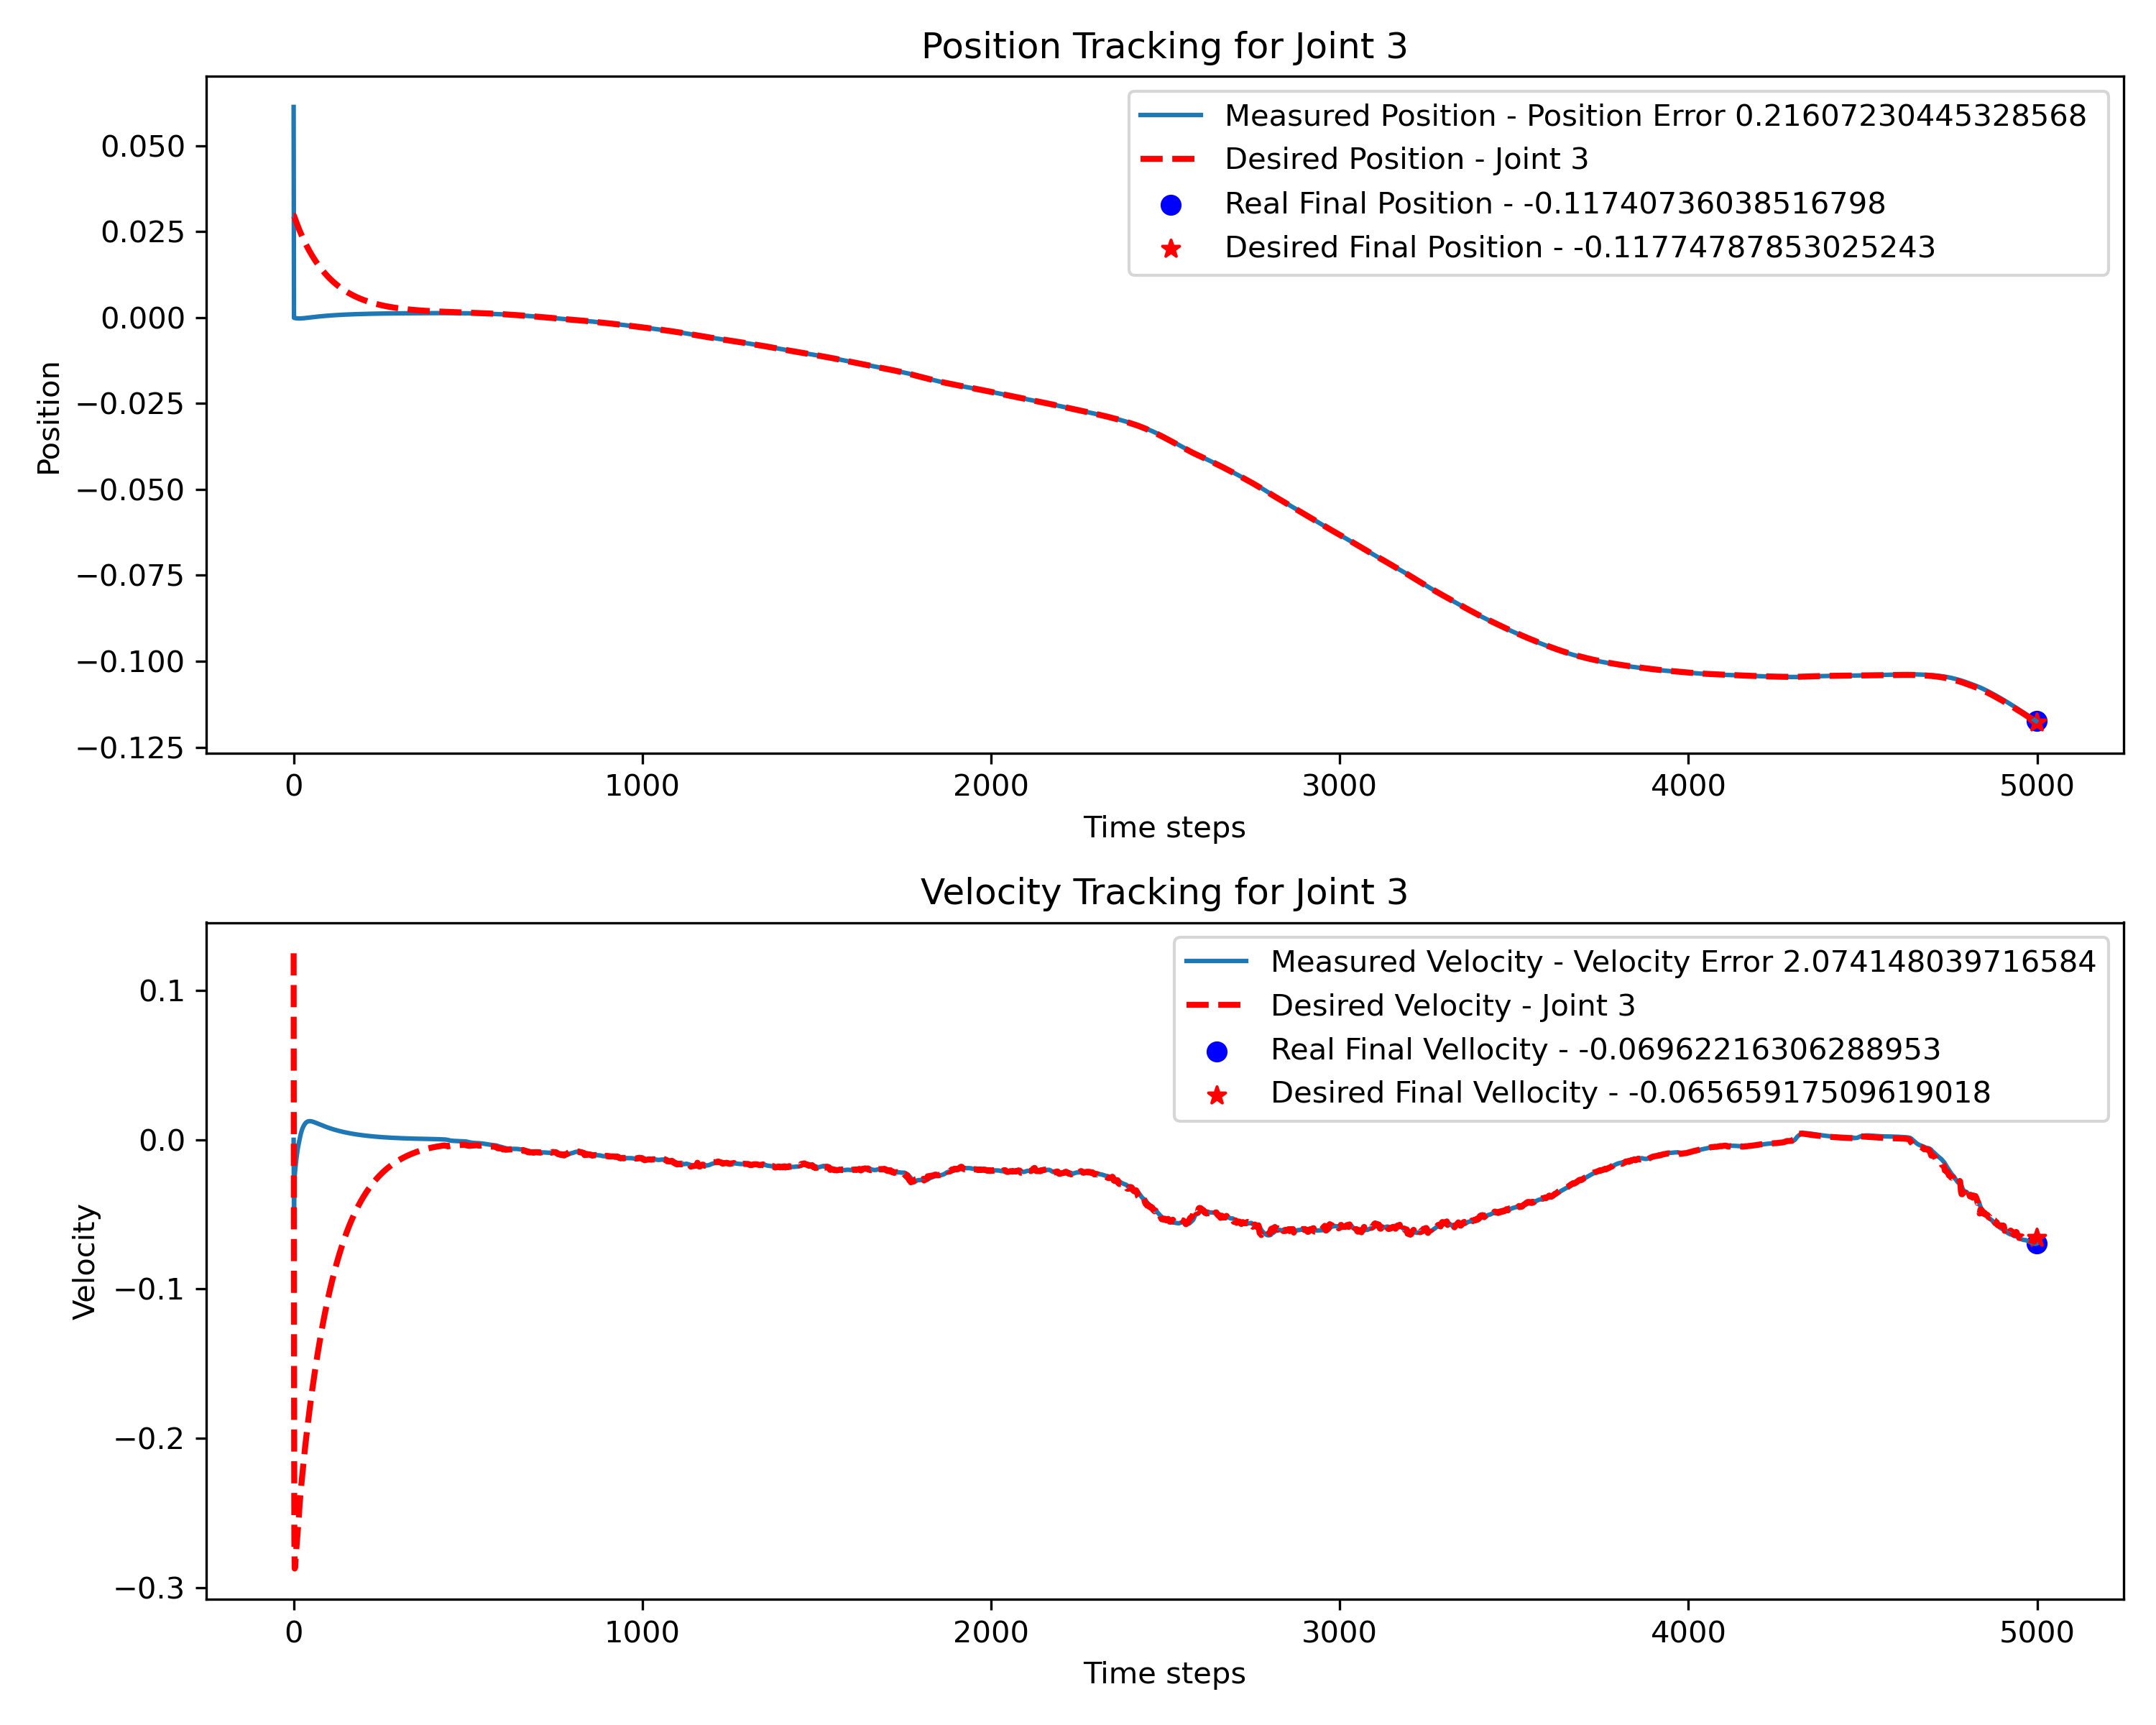 Position Tracking for Joint 3
Measured Position - Position Error 0.21607230445328568
Desired Position - Joint 3
Real Final Position - -0.11740736038516798
Desired Final Position - -0.11774787853025243
0.050
0.025
0.000
−0.025
−0.050
−0.075
−0.100
−0.125
Position
0 1000 2000 3000 4000 5000
Time steps
Velocity Tracking for Joint 3
Measured Velocity - Velocity Error 2.074148039716584
Desired Velocity - Joint 3
Real Final Vellocity - -0.06962216306288953
Desired Final Vellocity - -0.06565917509619018
0.1
0.0
−0.1
−0.2
−0.3
Velocity
0 1000 2000 3000 4000 5000
Time steps